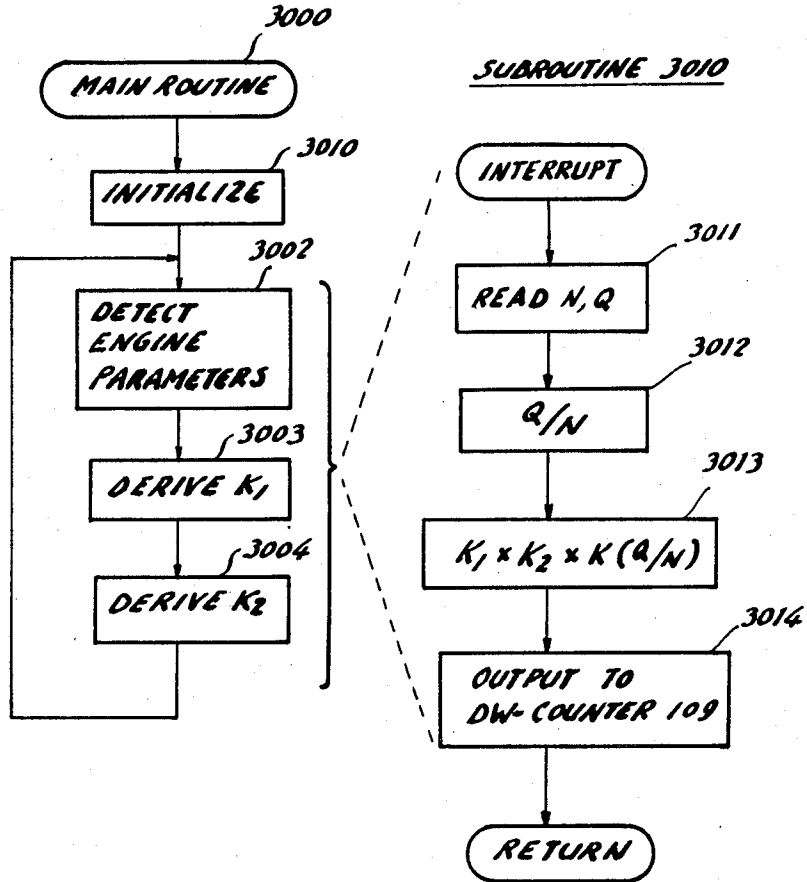 3000
MAIN ROUTINE
3010
INITIALIZE
3002
DETECT
ENGINE
PARAMETERS
3003
DERIVE K1
3004
DERIVE K2
SUBROUTINE 3010
INTERRUPT
3011
READ N, Q
3012
Q/N
3013
K1 × K2 × K (Q/N)
3014
OUTPUT TO
DW-COUNTER 109
RETURN